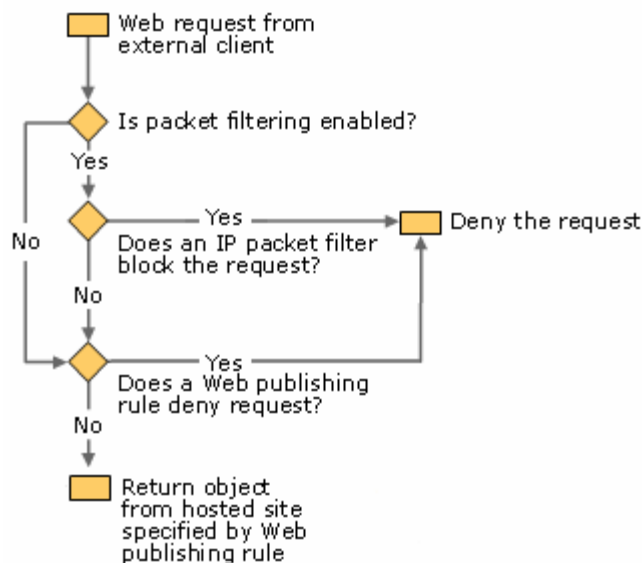 Web request from
external client
Is packet filtering enabled?
Yes
Yes
Deny the request
No
Does an IP packet filter
block the request?
No
Yes
Does a Web publishing
rule deny request?
No
Return object
from hosted site
specified by Web
publishing rule